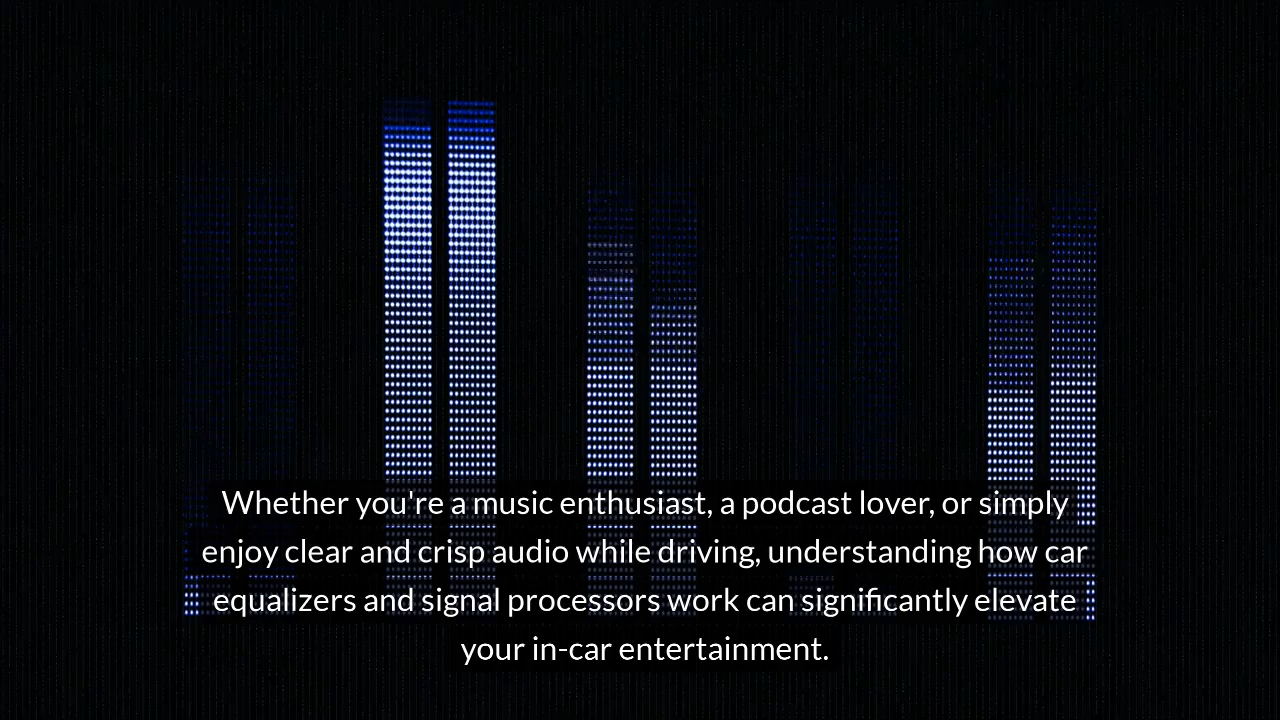 Whether you're a music enthusiast, a podcast lover, or simply
enjoy clear and crisp audio while driving, understanding how car
equalizers and signal processors work can significantly elevate
your in-car entertainment.